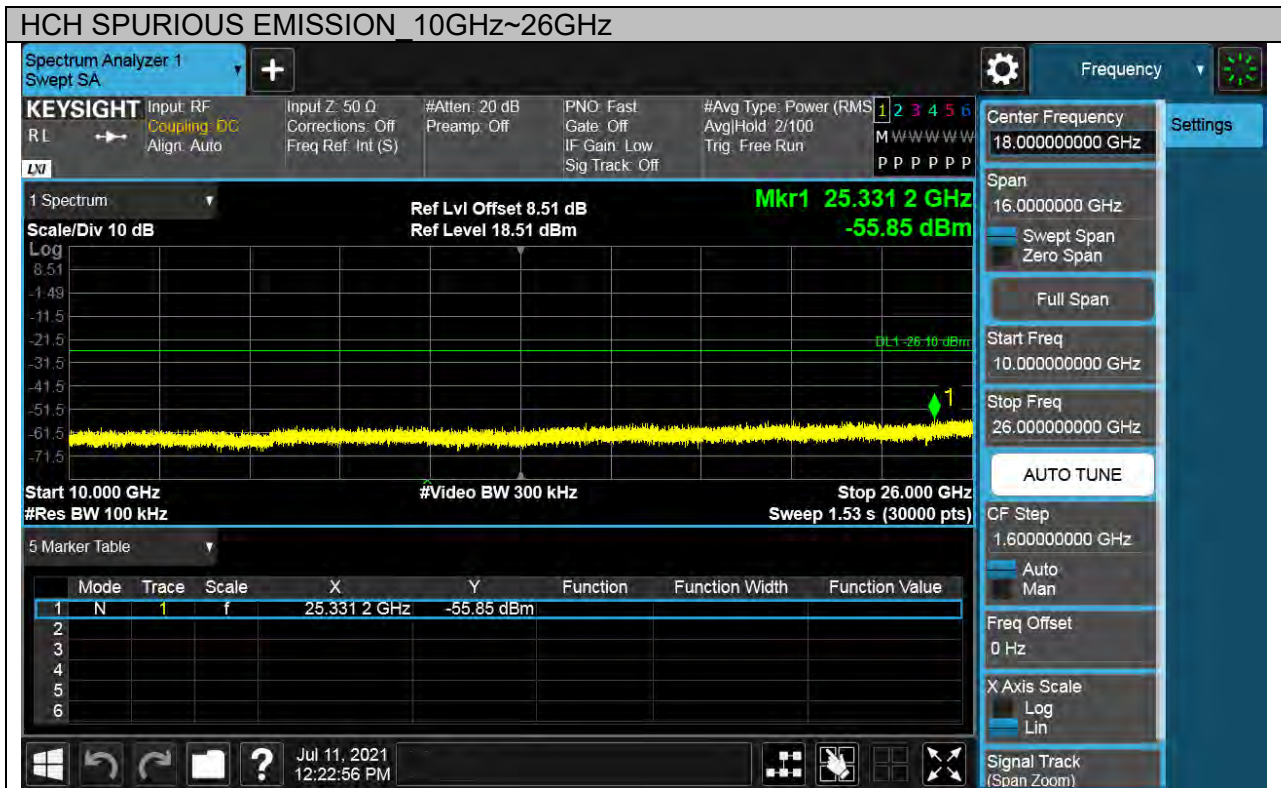 HCH SPURIOUS EMISSION_10GHz~26GHz
Spectrum Analyzer 1
Swept SA
+
Frequency
KEYSIGHT
RL
LXI
Input: RF
Coupling: DC
Align: Auto
Input Z: 50 Ω
Corrections: Off
Freq Ref: Int (S)
#Atten: 20 dB
Preamp: Off
PNO: Fast
Gate: Off
IF Gain: Low
Sig Track: Off
#Avg Type: Power (RMS
Avg|Hold: 2/100
Trig: Free Run
1 2 3 4 5 6
M W W W W W
P P P P P P
1 Spectrum
Scale/Div 10 dB
Ref Lvl Offset 8.51 dB
Ref Level 18.51 dBm
Mkr1 25.331 2 GHz
-55.85 dBm
Log
8.51
-1.49
-11.5
-21.5
-31.5
-41.5
-51.5
-61.5
-71.5
DL1 -26.10 dBm
1
Start 10.000 GHz
#Res BW 100 kHz
#Video BW 300 kHz
Stop 26.000 GHz
Sweep 1.53 s (30000 pts)
5 Marker Table
Mode Trace Scale X Y Function Function Width Function Value
1 N 1 f 25.331 2 GHz -55.85 dBm
2
3
4
5
6
?
Jul 11, 2021
12:22:56 PM
Center Frequency
18.000000000 GHz
Settings
Span
16.0000000 GHz
Swept Span
Zero Span
Full Span
Start Freq
10.000000000 GHz
Stop Freq
26.000000000 GHz
AUTO TUNE
CF Step
1.600000000 GHz
Auto
Man
Freq Offset
0 Hz
X Axis Scale
Log
Lin
Signal Track
(Span Zoom)